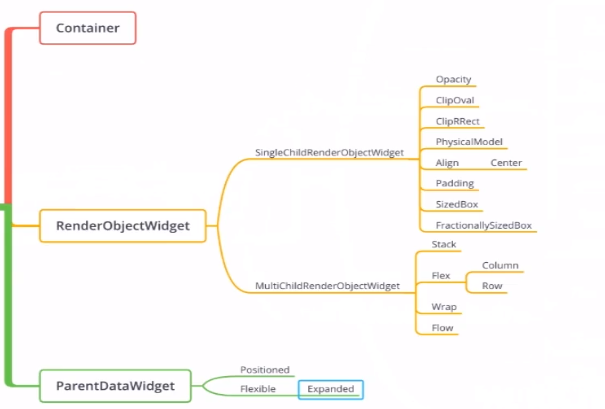 Container
RenderObjectWidget
SingleChildRenderObjectWidget
Opacity
ClipOval
ClipRRect
PhysicalModel
Align
Center
Padding
SizedBox
FractionallySizedBox
MultiChildRenderObjectWidget
Stack
Flex
Column
Row
Wrap
Flow
ParentDataWidget
Positioned
Flexible
Expanded